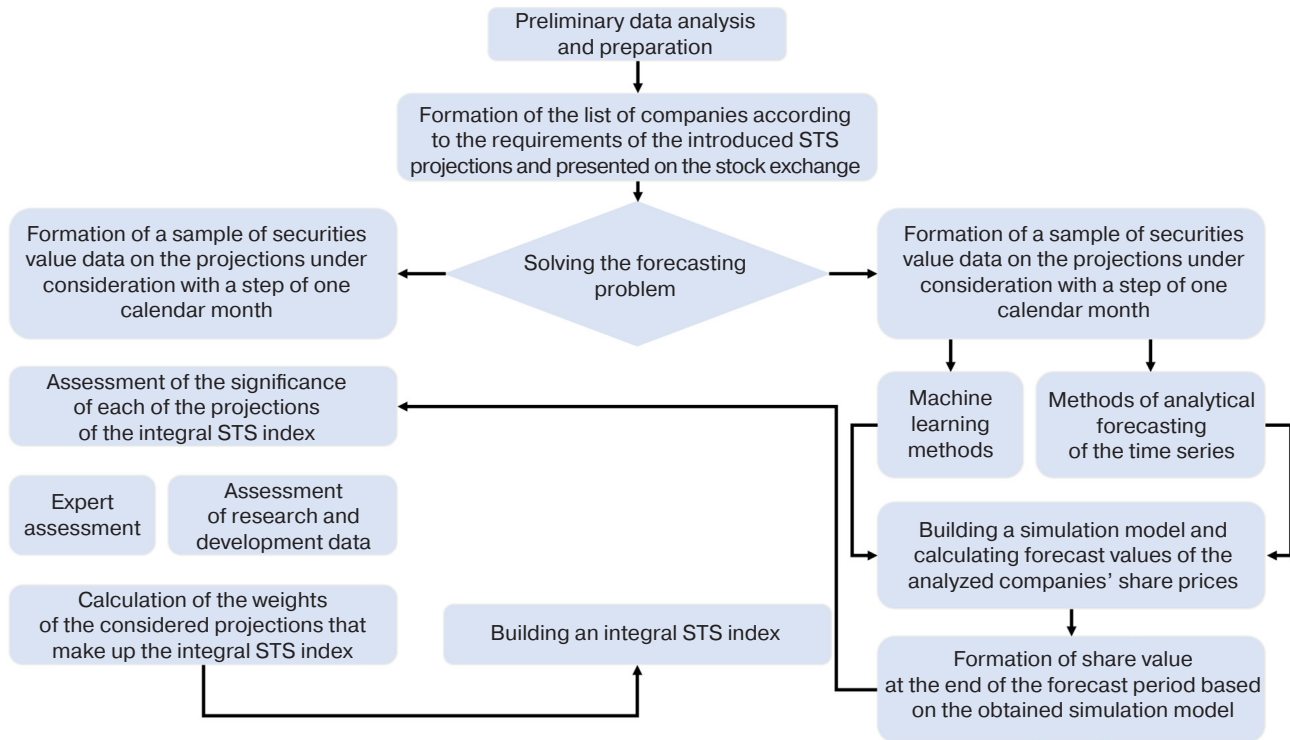 Preliminary data analysis
and preparation
Formation of the list of companies according
to the requirements of the introduced STS
projections and presented on the stock exchange
Solving the forecasting
problem
Formation of a sample of securities
value data on the projections under
consideration with a step of one
calendar month
Formation of a sample of securities
value data on the projections under
consideration with a step of one
calendar month
Assessment of the significance
of each of the projections
of the integral STS index
Machine
learning
methods
Methods of analytical
forecasting
of the time series
Expert
assessment
Assessment
of research and
development data
Building a simulation model and
calculating forecast values of the
analyzed companies’ share prices
Calculation of the weights
of the considered projections that
make up the integral STS index
Building an integral STS index
Formation of share value
at the end of the forecast period based
on the obtained simulation model